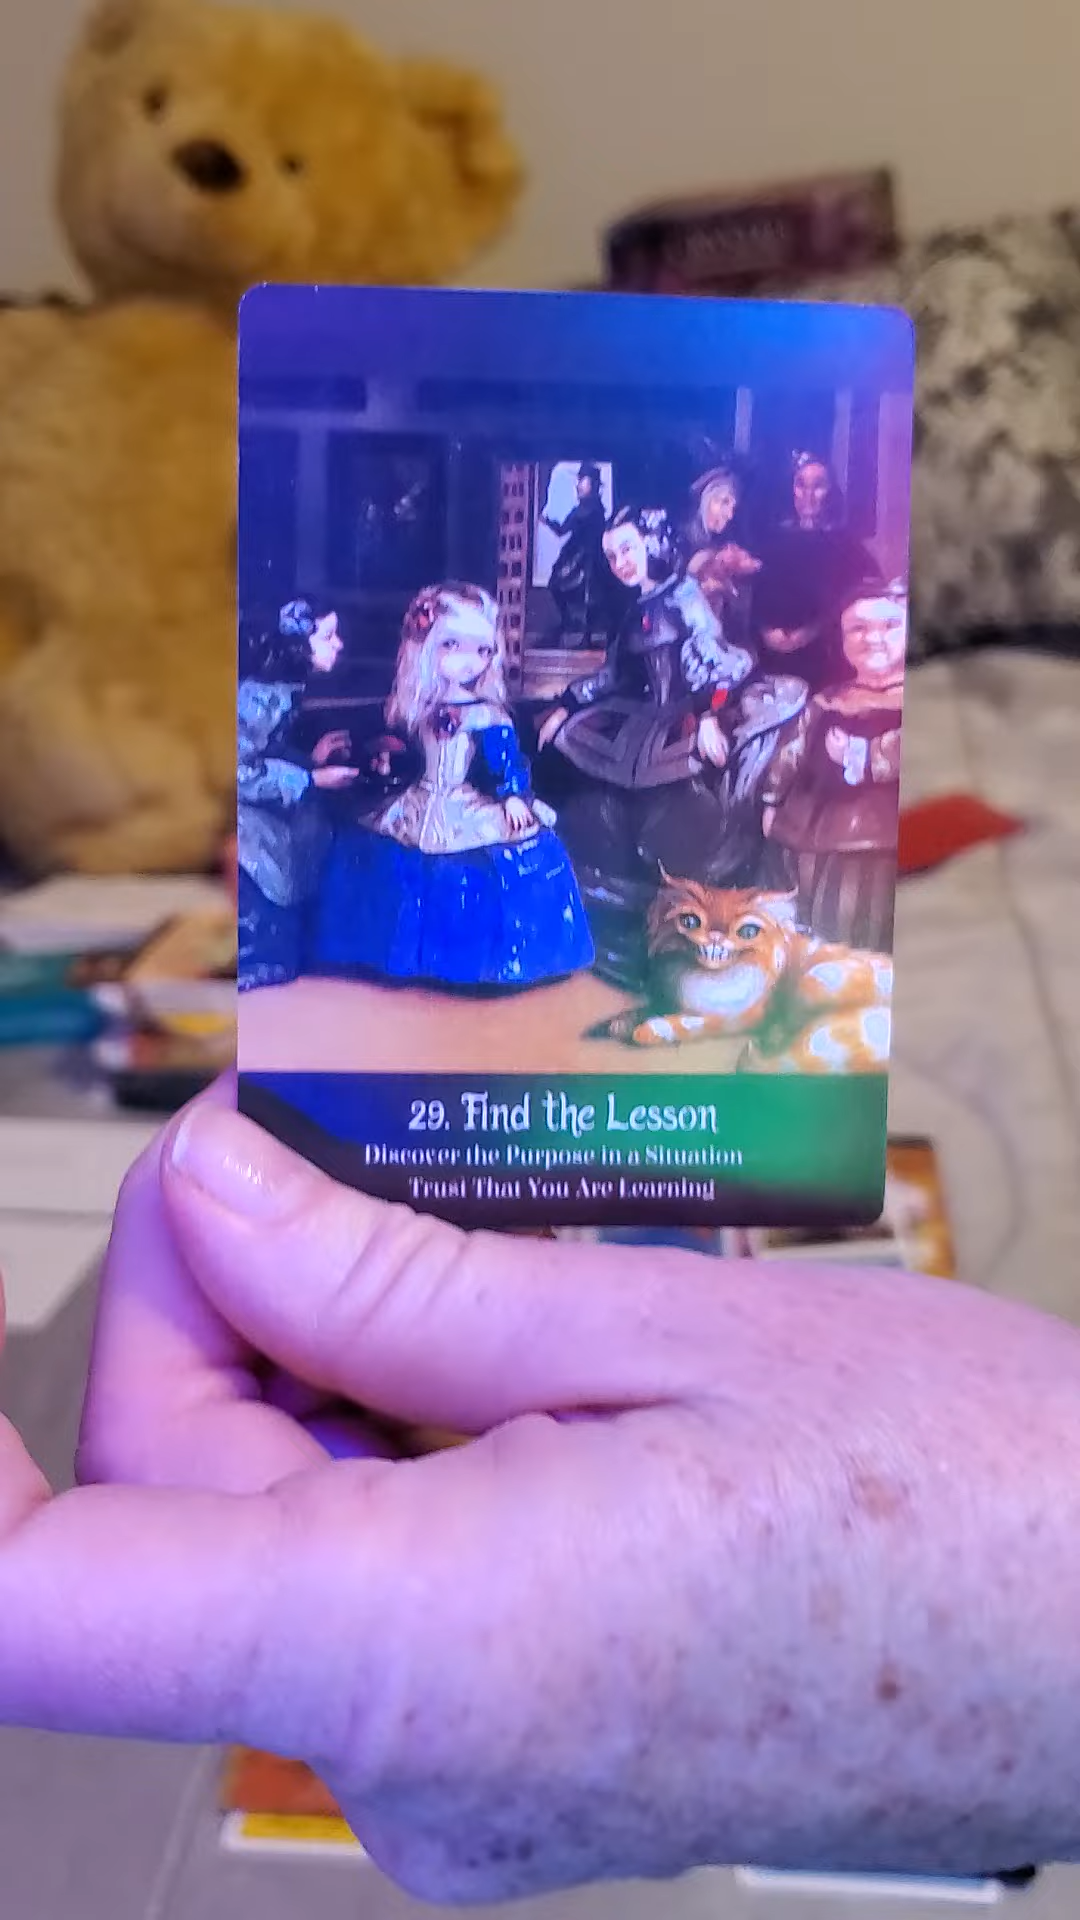 29. Find the Lesson
Discover the Purpose in a Situation
Trust That You Are Learning